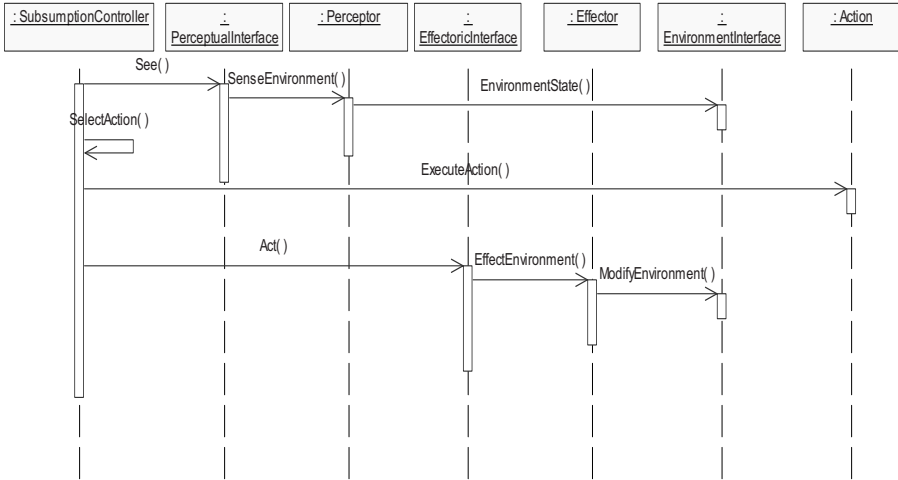 : SubsumptionController
:
PerceptualInterface
: Perceptor
:
EffectoricInterface
: Effector
:
EnvironmentInterface
: Action
See( )
SenseEnvironment( )
EnvironmentState( )
SelectAction( )
ExecuteAction( )
Act( )
EffectEnvironment( )
ModifyEnvironment( )